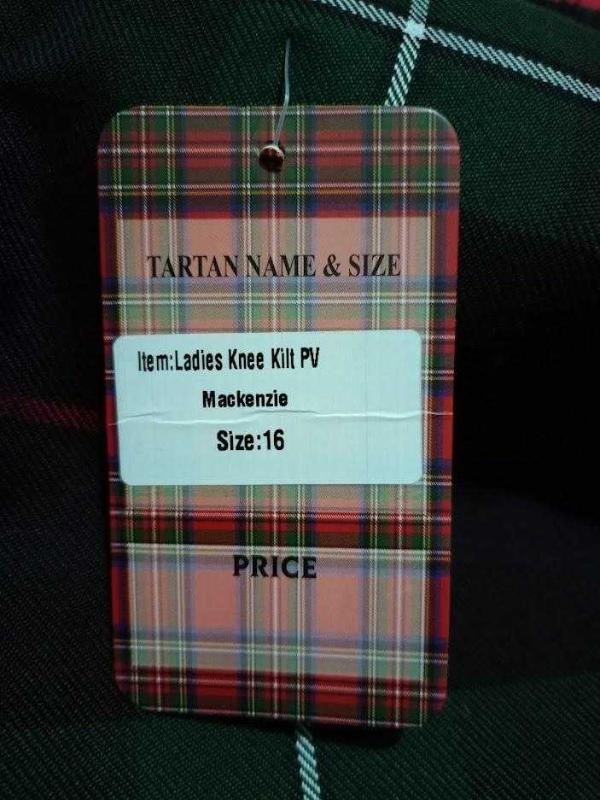 TARTAN NAME & SIZE
Item:Ladies Knee Kilt PV
Mackenzie
Size:16
PRICE